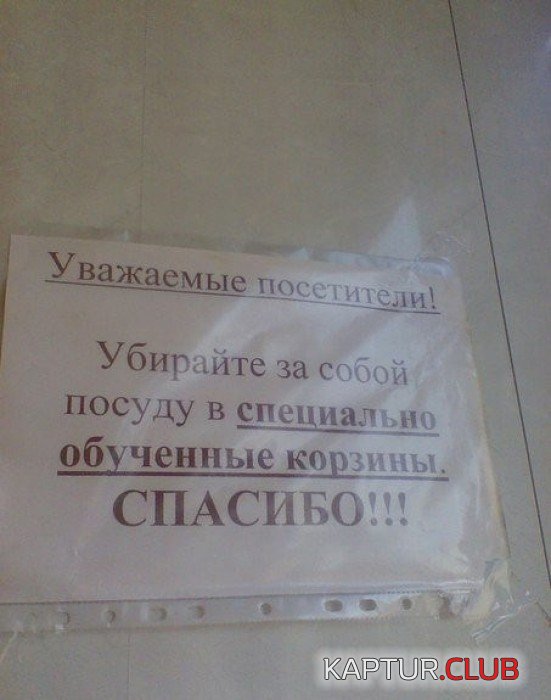 Уважаемые посетители!
Убирайте за собой
посуду в специально
обученные корзины.
СПАСИБО!!!
KAPTUR.CLUB